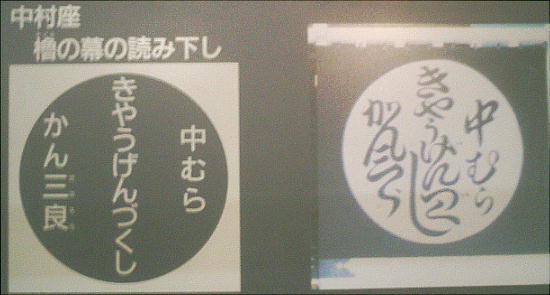 中村座
櫓の幕の読み下し
中むら
きやうげんづくし
かん三良
中むら
きやうげんつくし
かん三良